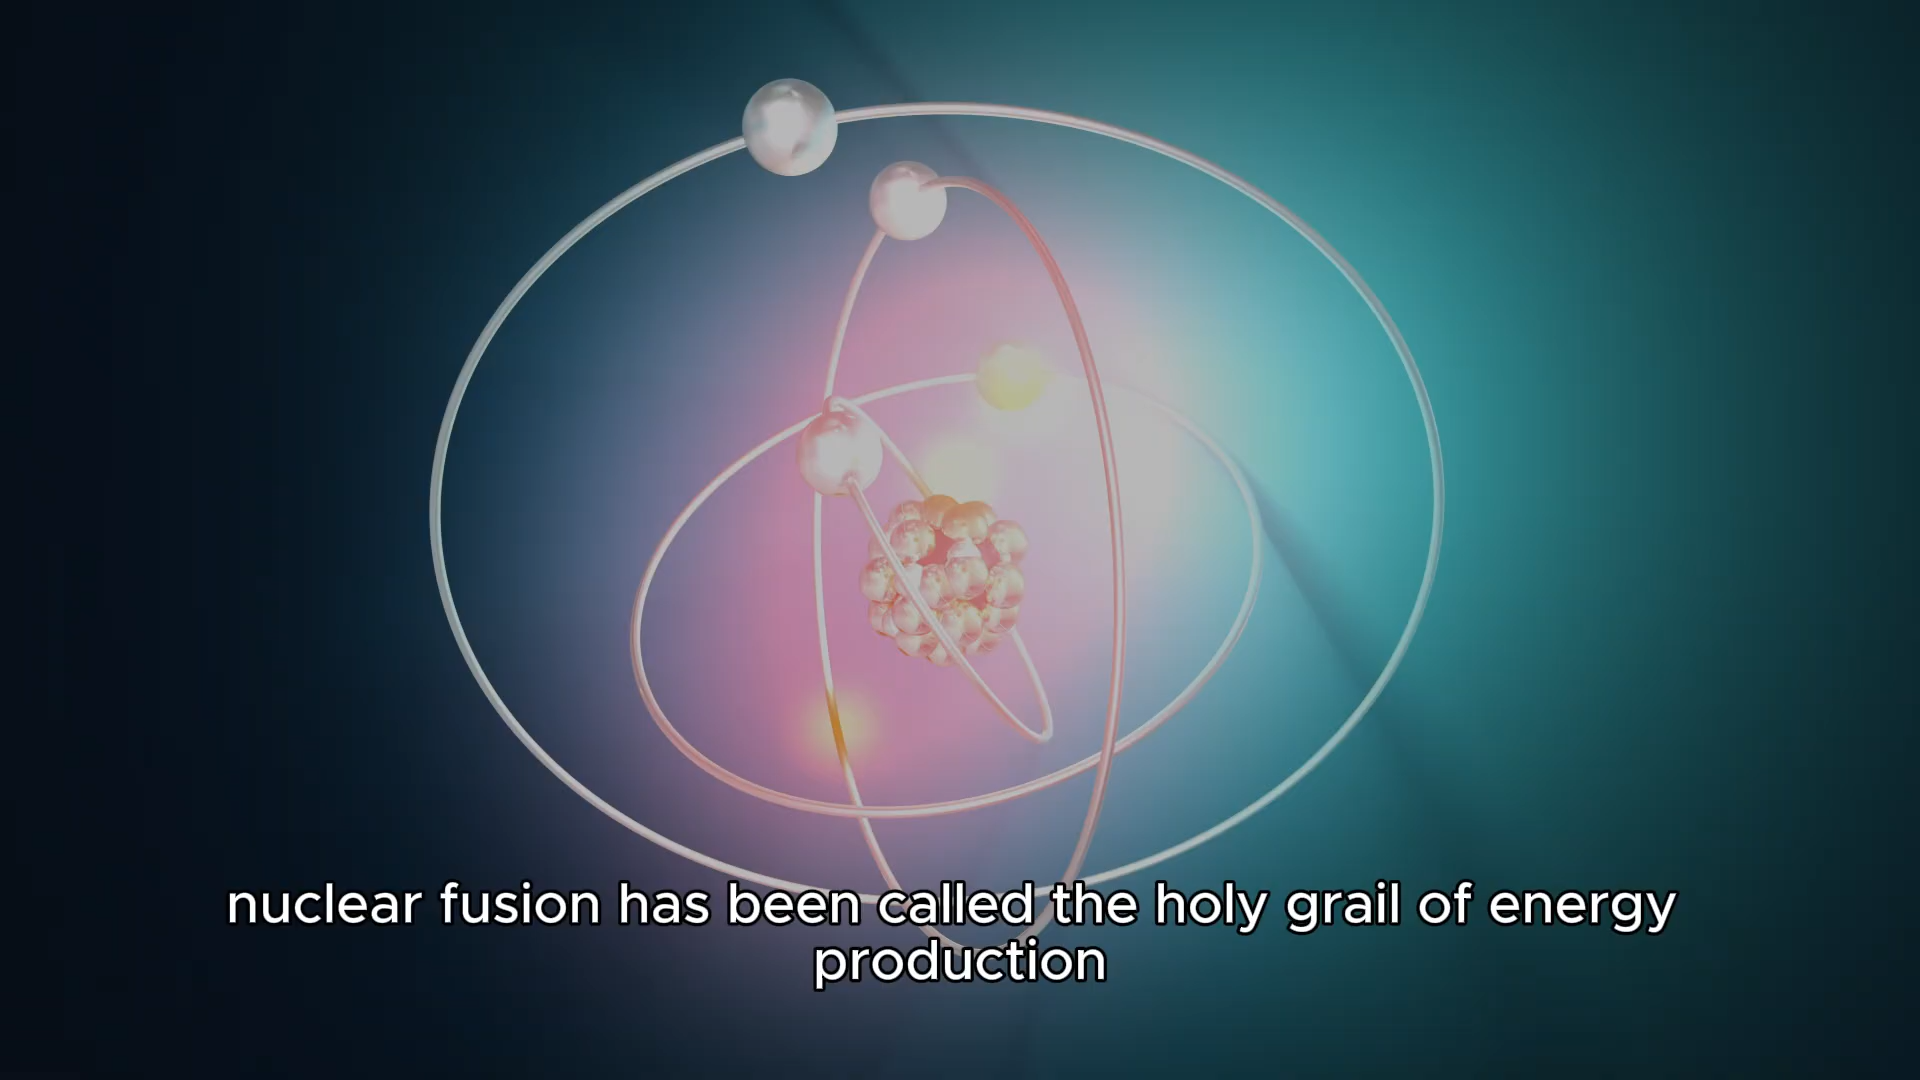 nuclear fusion has been called the holy grail of energy
production